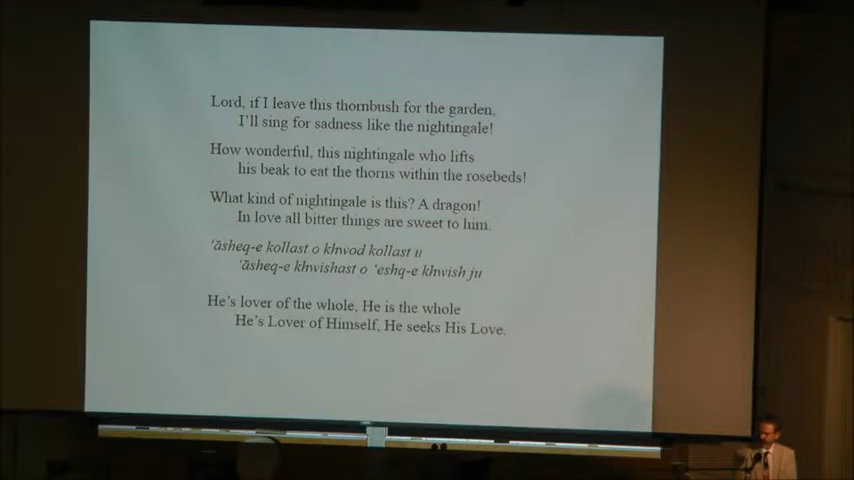 Lord, if I leave this thornbush for the garden,
I'll sing for sadness like the nightingale!
How wonderful, this nightingale who lifts
his beak to eat the thorns within the rosebeds!
What kind of nightingale is this? A dragon!
In love all bitter things are sweet to him.
'āsheq-e kollast o khwod kollast u
'āsheq-e khwishast o 'eshq-e khwish ju
He's lover of the whole, He is the whole
He's Lover of Himself, He seeks His Love.